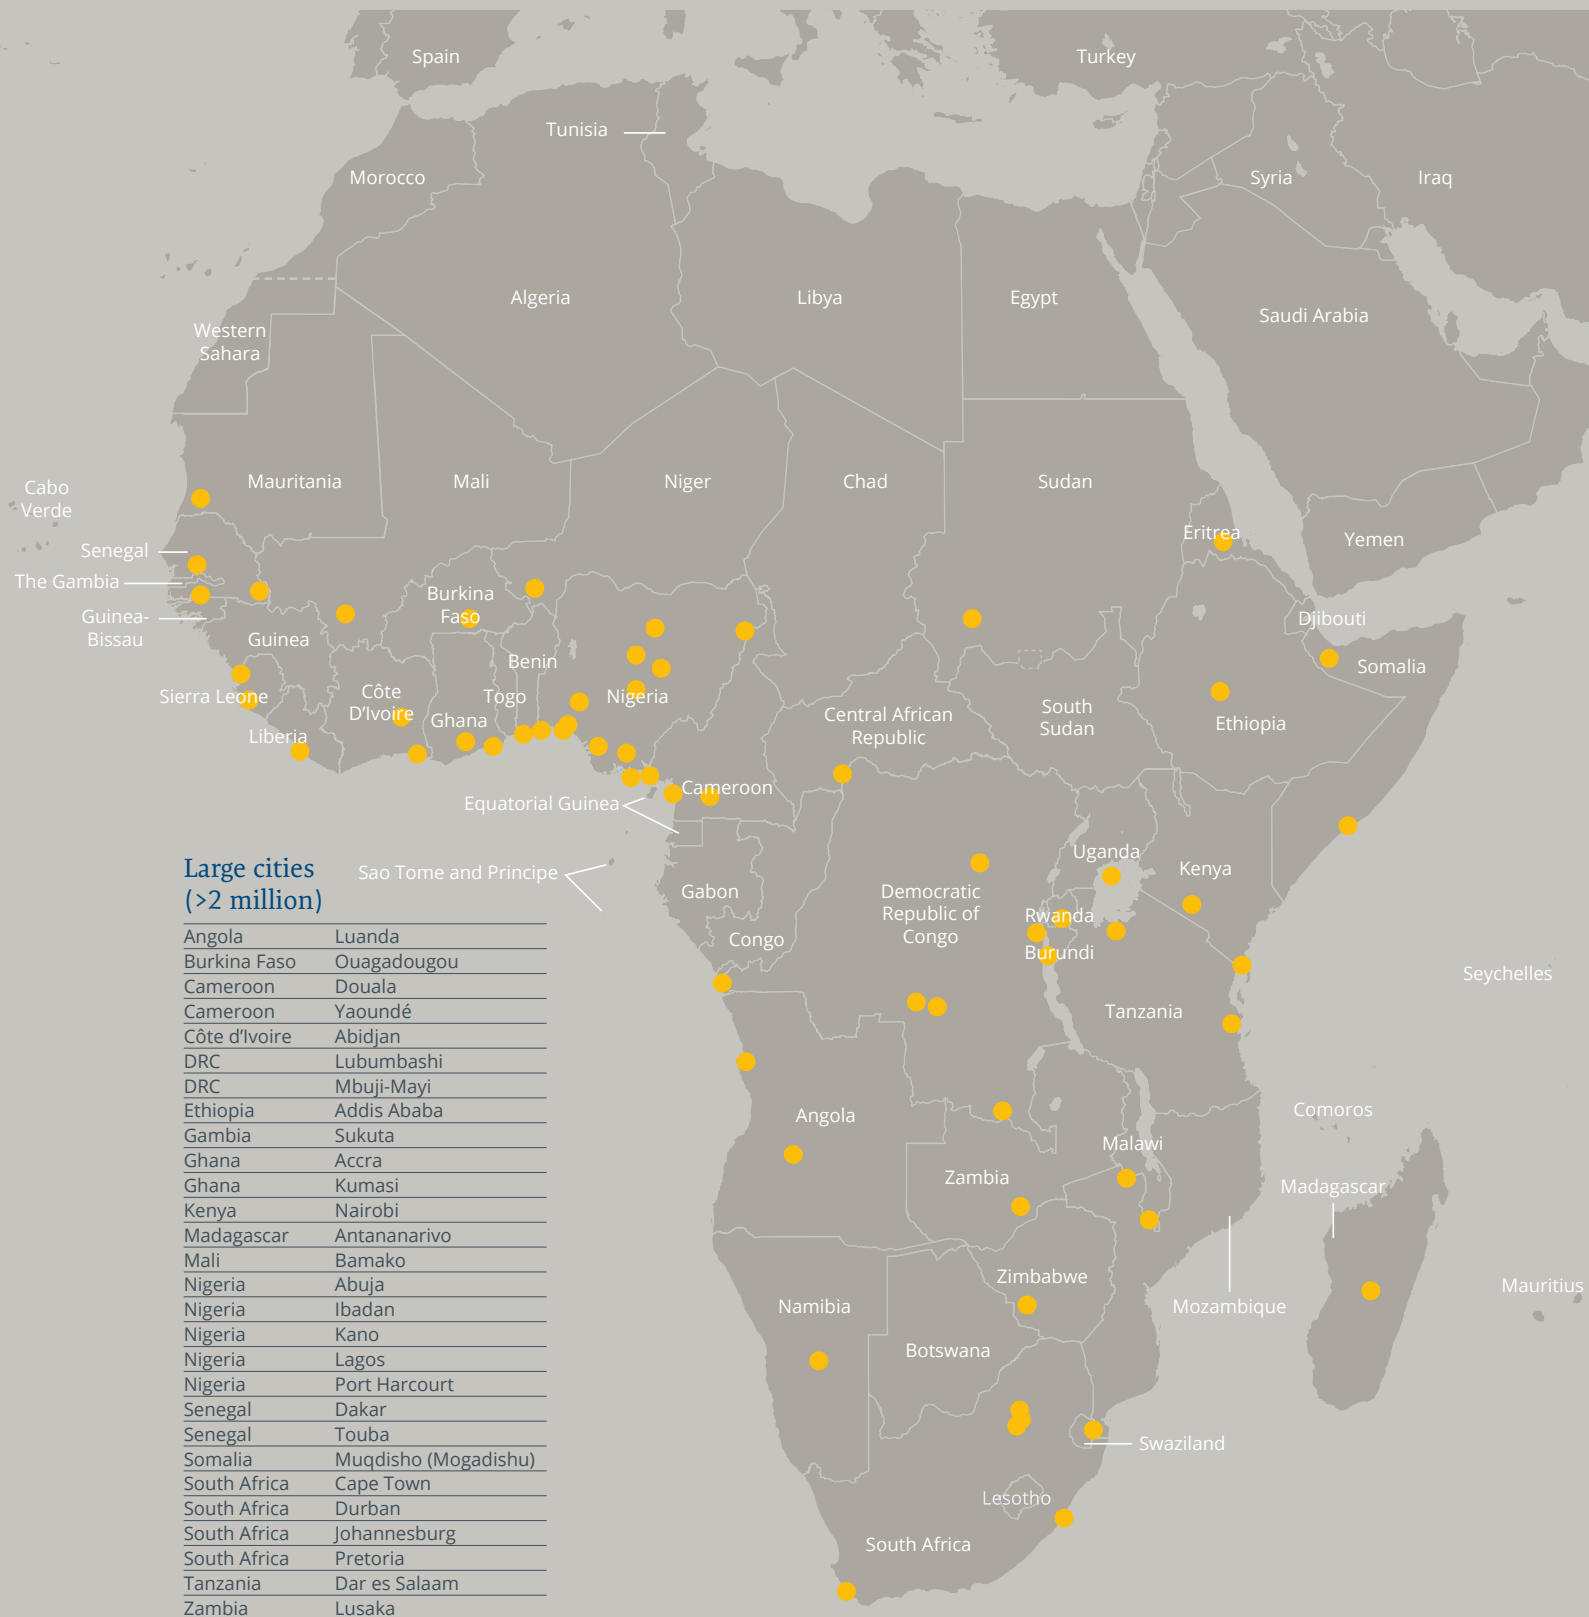 Spain
Turkey
Tunisia
Morocco
Syria
Iraq
Algeria
Libya
Egypt
Saudi Arabia
Western
Sahara
Cabo
Verde
Mauritania
Mali
Niger
Chad
Sudan
Eritrea
Yemen
Senegal
The Gambia
Guinea-
Bissau
Burkina
Faso
Djibouti
Guinea
Benin
Somalia
Sierra Leone
Côte
D'Ivoire
Togo
Nigeria
Ghana
Liberia
Central African
Republic
South
Sudan
Ethiopia
Cameroon
Equatorial Guinea
Uganda
Kenya
Sao Tome and Principe
Gabon
Democratic
Republic of
Congo
Rwanda
Congo
Burundi
Seychelles
Tanzania
Angola
Comoros
Malawi
Zambia
Madagascar
Zimbabwe
Mauritius
Namibia
Mozambique
Botswana
Swaziland
Lesotho
South Africa
Large cities
(>2 million)
Angola Luanda
Burkina Faso Ouagadougou
Cameroon Douala
Cameroon Yaoundé
Côte d'Ivoire Abidjan
DRC Lubumbashi
DRC Mbuji-Mayi
Ethiopia Addis Ababa
Gambia Sukuta
Ghana Accra
Ghana Kumasi
Kenya Nairobi
Madagascar Antananarivo
Mali Bamako
Nigeria Abuja
Nigeria Ibadan
Nigeria Kano
Nigeria Lagos
Nigeria Port Harcourt
Senegal Dakar
Senegal Touba
Somalia Muqdisho (Mogadishu)
South Africa Cape Town
South Africa Durban
South Africa Johannesburg
South Africa Pretoria
Tanzania Dar es Salaam
Zambia Lusaka